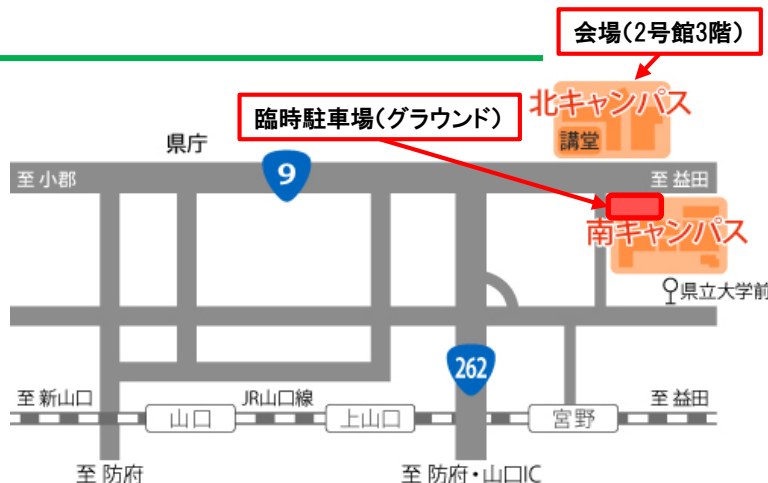 会場(2号館3階)
北キャンパス
臨時駐車場(グラウンド)
講堂
県庁
至 小郡
9
至 益田
南キャンパス
県立大学前
262
至 新山口
JR山口線
至 益田
山口
上山口
宮野
至 防府
至 防府・山口IC